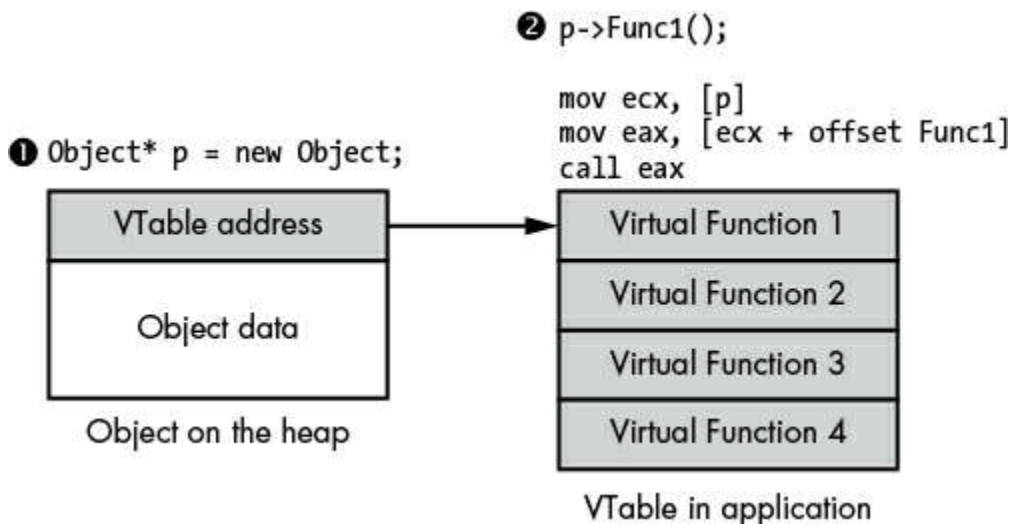 ❷ p->Func1();
mov ecx, [p]
mov eax, [ecx + offset Func1]
call eax
❶ Object* p = new Object;
VTable address
Object data
Object on the heap
Virtual Function 1
Virtual Function 2
Virtual Function 3
Virtual Function 4
VTable in application